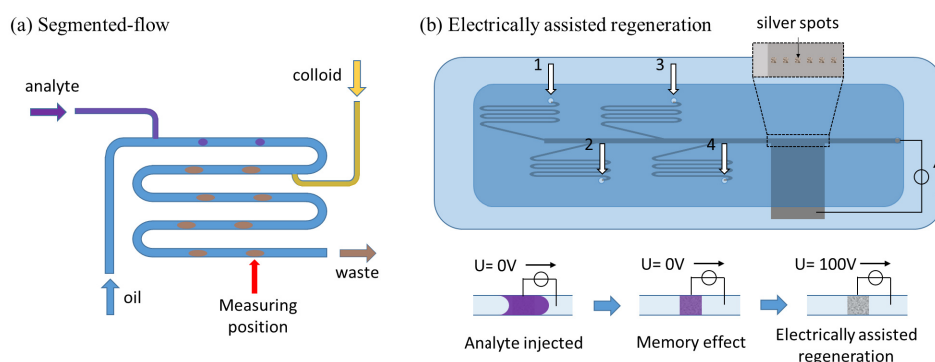 (a) Segmented-flow
analyte
colloid
oil
Measuring
position
waste
(b) Electrically assisted regeneration
silver spots
1
3
2
4
U= 0V
U= 0V
U= 100V
Analyte injected
Memory effect
Electrically assisted
regeneration